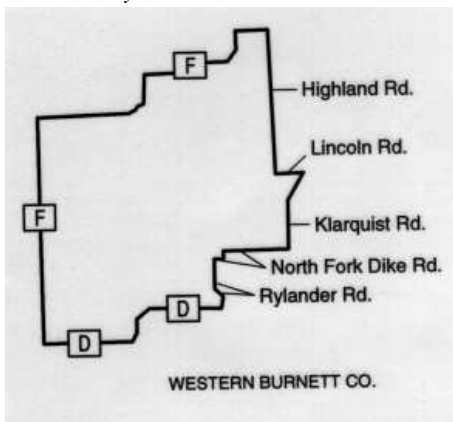 F
Highland Rd.
Lincoln Rd.
F
Klarquist Rd.
North Fork Dike Rd.
Rylander Rd.
D
D
WESTERN BURNETT CO.